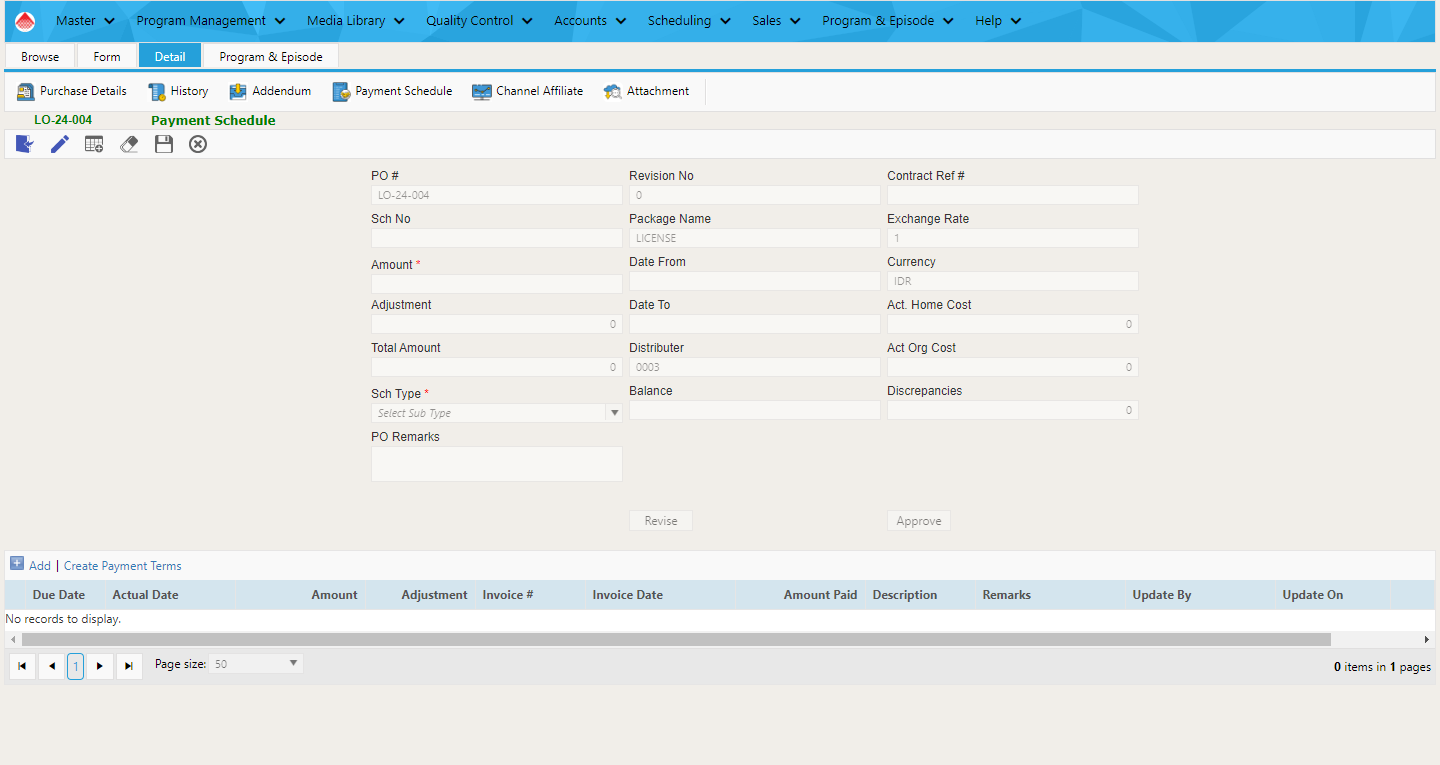 Master Program Management Media Library Quality Control Accounts Scheduling Sales Program & Episode Help
Browse Form Detail Program & Episode
Purchase Details History Addendum Payment Schedule Channel Affiliate Attachment
LO-24-004 Payment Schedule
PO # Revision No Contract Ref #
LO-24-004 0
Sch No Package Name Exchange Rate
LICENSE 1
Amount * Date From Currency
IDR
Adjustment Date To Act. Home Cost
0 0
Total Amount Distributer Act Org Cost
0 0003 0
Sch Type * Balance Discrepancies
Select Sub Type 0
PO Remarks
Revise Approve
Add | Create Payment Terms
Due Date Actual Date Amount Adjustment Invoice # Invoice Date Amount Paid Description Remarks Update By Update On
No records to display.
1 Page size: 50 0 items in 1 pages